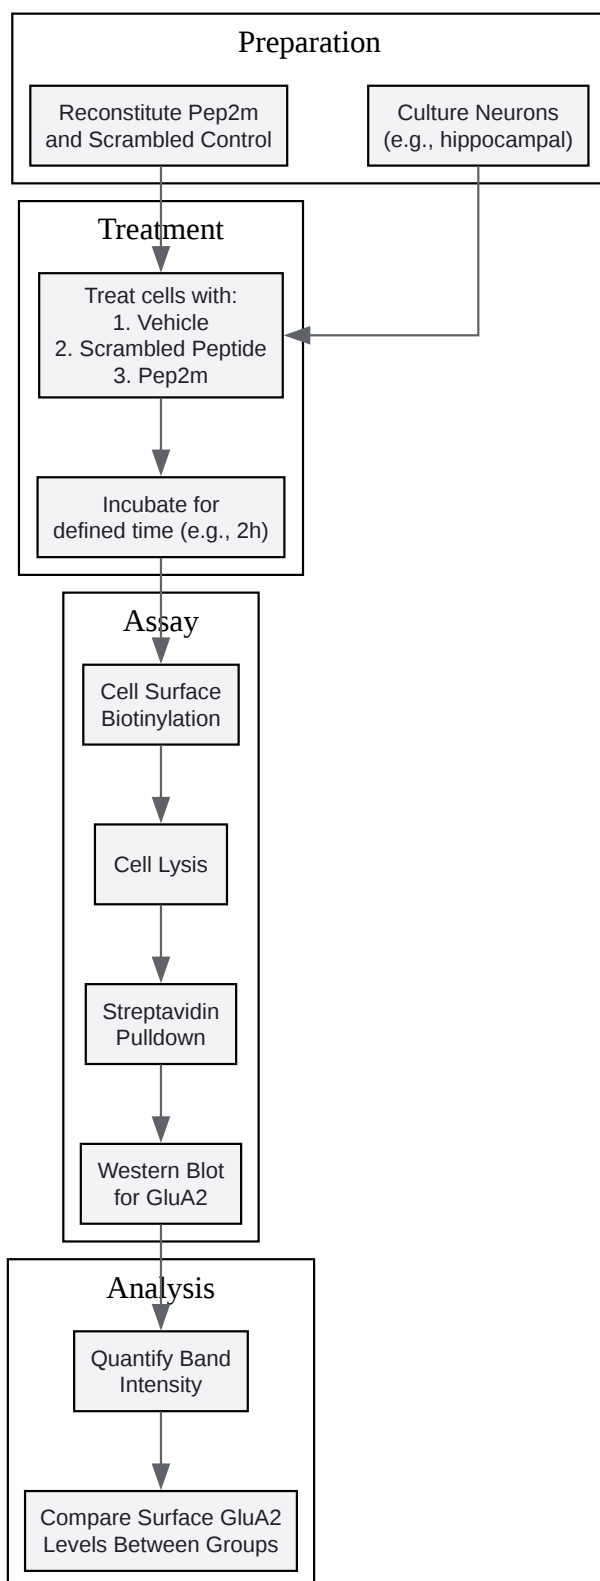 Preparation
Reconstitute Pep2m
and Scrambled Control
Culture Neurons
(e.g., hippocampal)
Treatment
Treat cells with:
1. Vehicle
2. Scrambled Peptide
3. Pep2m
Incubate for
defined time (e.g., 2h)
Assay
Cell Surface
Biotinylation
Cell Lysis
Streptavidin
Pulldown
Western Blot
for GluA2
Analysis
Quantify Band
Intensity
Compare Surface GluA2
Levels Between Groups